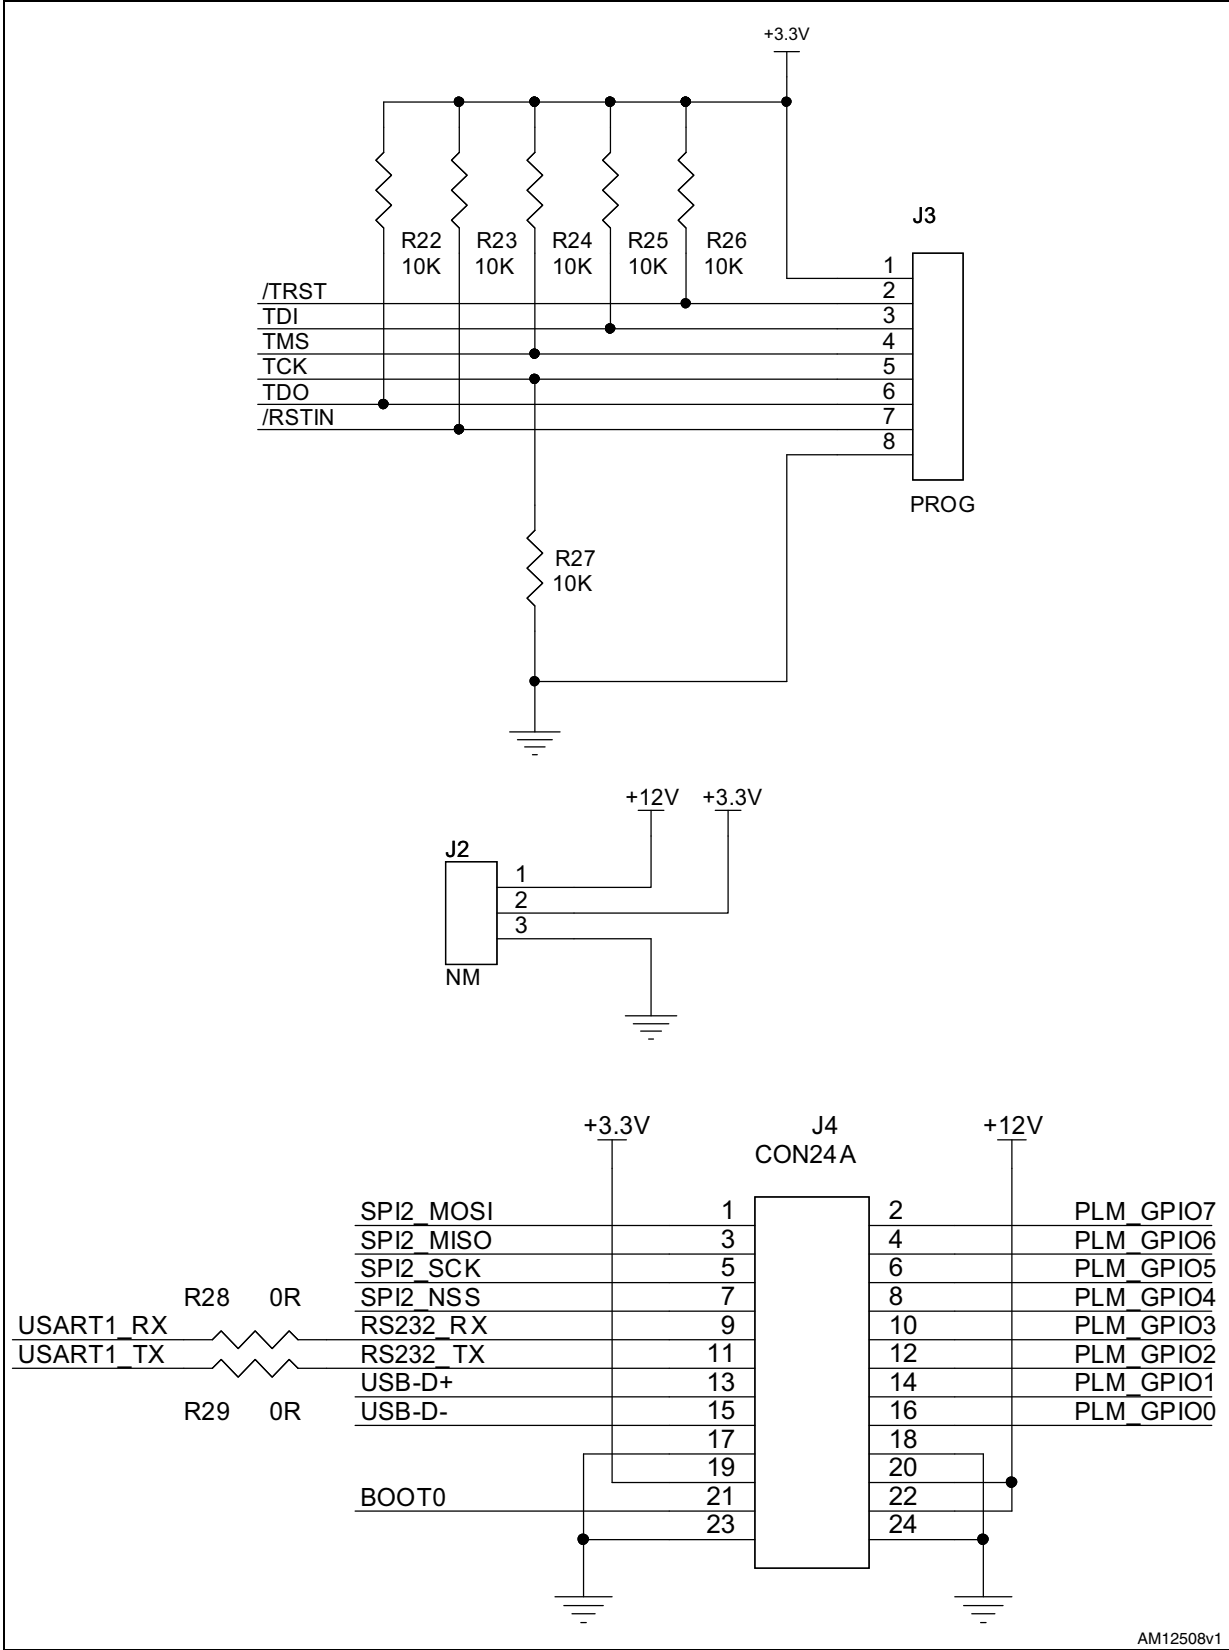 +3.3V
J3
R22 R23 R24 R25 R26
10K 10K 10K 10K 10K
1
/TRST 2
TDI 3
TMS 4
TCK 5
TDO 6
/RSTIN 7
8
PROG
R27
10K
+12V +3.3V
J2
1
2
3
NM
+3.3V J4 +12V
CON24A
SPI2_MOSI 1 2 PLM_GPIO7
SPI2_MISO 3 4 PLM_GPIO6
SPI2_SCK 5 6 PLM_GPIO5
R28 0R SPI2_NSS 7 8 PLM_GPIO4
USART1_RX RS232_RX 9 10 PLM_GPIO3
USART1_TX RS232_TX 11 12 PLM_GPIO2
USB-D+ 13 14 PLM_GPIO1
R29 0R USB-D- 15 16 PLM_GPIO0
17 18
19 20
BOOT0 21 22
23 24
AM12508v1